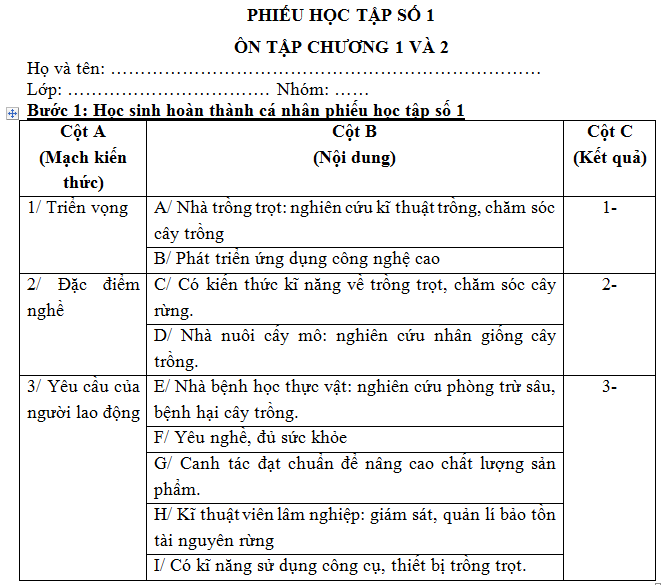 PHIẾU HỌC TẬP SỐ 1
ÔN TẬP CHƯƠNG 1 VÀ 2
Họ và tên: ………………………………………………………………
Lớp: …………………………… Nhóm: ……
Bước 1: Học sinh hoàn thành cá nhân phiếu học tập số 1
Cột A
(Mạch kiến
thức)
Cột B
(Nội dung)
Cột C
(Kết quả)
1/ Triển vọng
A/ Nhà trồng trọt: nghiên cứu kĩ thuật trồng, chăm sóc
cây trồng
B/ Phát triển ứng dụng công nghệ cao
1-
2/ Đặc điểm
nghề
C/ Có kiến thức kĩ năng về trồng trọt, chăm sóc cây
rừng.
D/ Nhà nuôi cấy mô: nghiên cứu nhân giống cây
trồng.
2-
3/ Yêu cầu của
người lao động
E/ Nhà bệnh học thực vật: nghiên cứu phòng trừ sâu,
bệnh hại cây trồng.
F/ Yêu nghề, đủ sức khỏe
G/ Canh tác đạt chuẩn để nâng cao chất lượng sản
phẩm.
H/ Kĩ thuật viên lâm nghiệp: giám sát, quản lí bảo tồn
tài nguyên rừng
I/ Có kĩ năng sử dụng công cụ, thiết bị trồng trọt.
3-